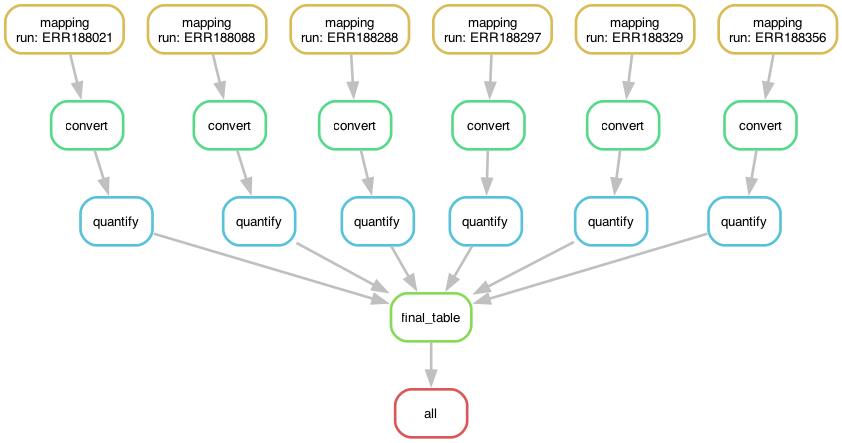 mapping
run: ERR188021
mapping
run: ERR188088
mapping
run: ERR188288
mapping
run: ERR188297
mapping
run: ERR188329
mapping
run: ERR188356
convert
convert
convert
convert
convert
convert
quantify
quantify
quantify
quantify
quantify
quantify
final_table
all